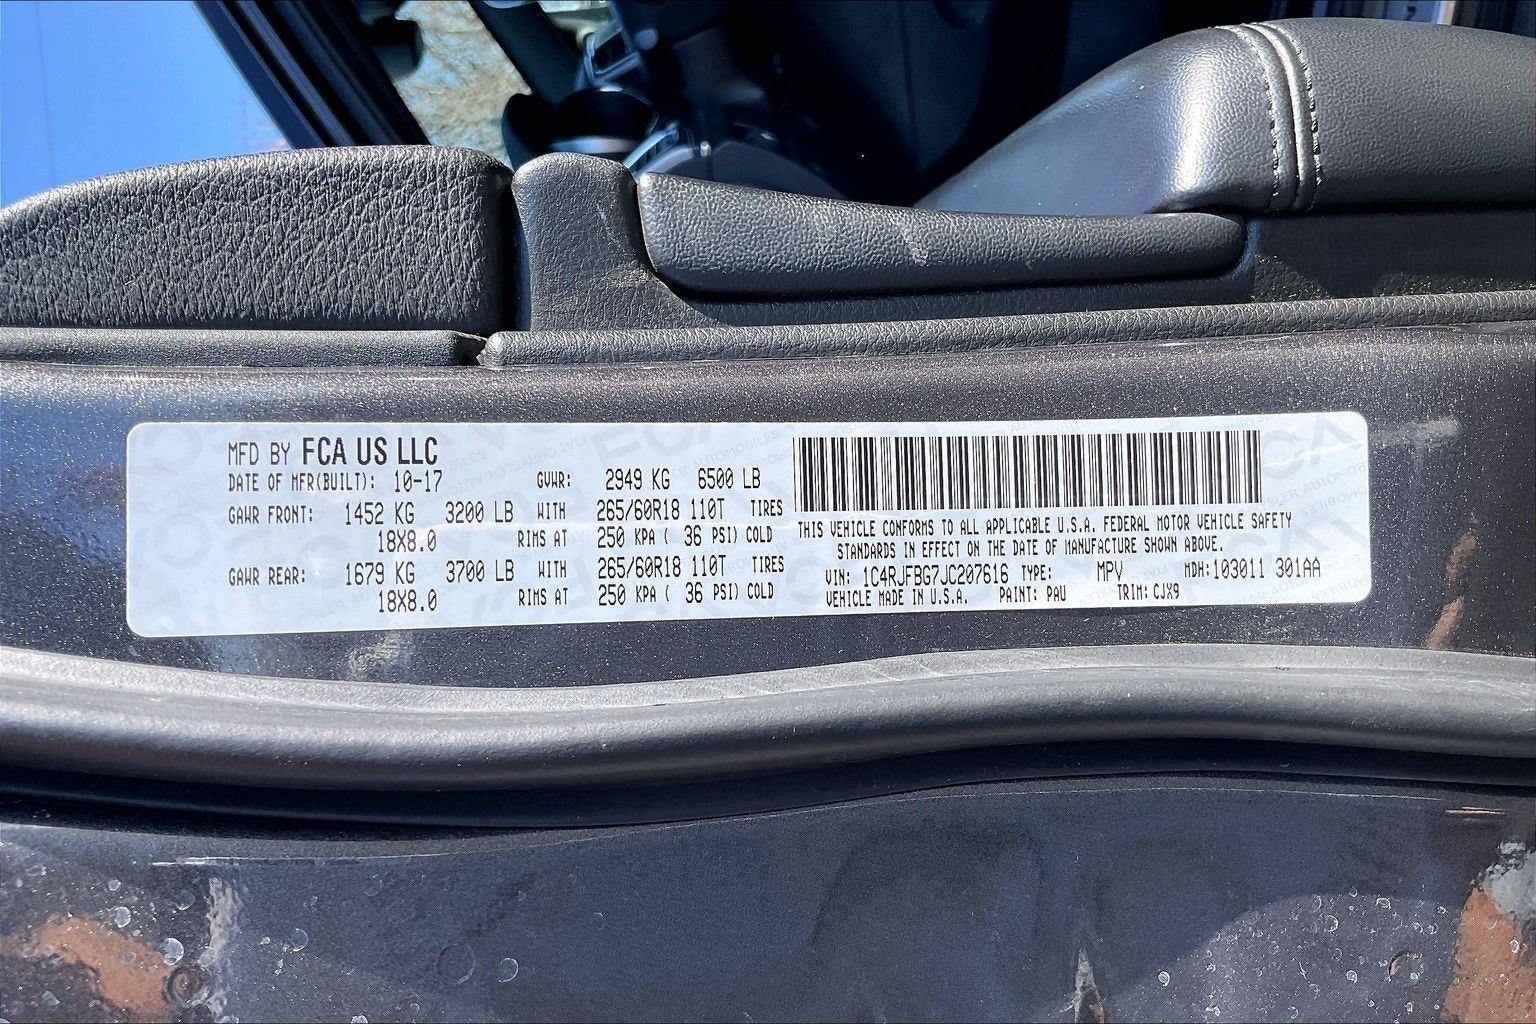 MFD BY FCA US LLC
DATE OF MFR(BUILT): 10-17 GVWR: 2949 KG 6500 LB
GAWR FRONT: 1452 KG 3200 LB WITH 265/60R18 110T TIRES
18X8.0 RIMS AT 250 KPA ( 36 PSI) COLD
GAWR REAR: 1679 KG 3700 LB WITH 265/60R18 110T TIRES
18X8.0 RIMS AT 250 KPA ( 36 PSI) COLD
THIS VEHICLE CONFORMS TO ALL APPLICABLE U.S.A. FEDERAL MOTOR VEHICLE SAFETY
STANDARDS IN EFFECT ON THE DATE OF MANUFACTURE SHOWN ABOVE.
VIN: 1C4RJFBG7JC207616 TYPE: MPV MDH:103011 301AA
VEHICLE MADE IN U.S.A. PAINT: PAU TRIM: CJX9